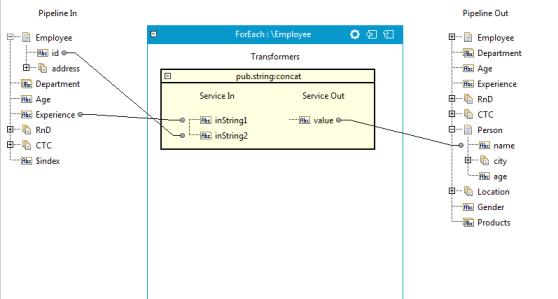 Pipeline In
Pipeline Out
ForEach : \Employee
Employee
id
address
Department
Age
Experience
RnD
CTC
$index
Transformers
pub.string:concat
Service In
Service Out
inString1
inString2
value
Employee
Department
Age
Experience
RnD
CTC
Person
name
city
age
Location
Gender
Products